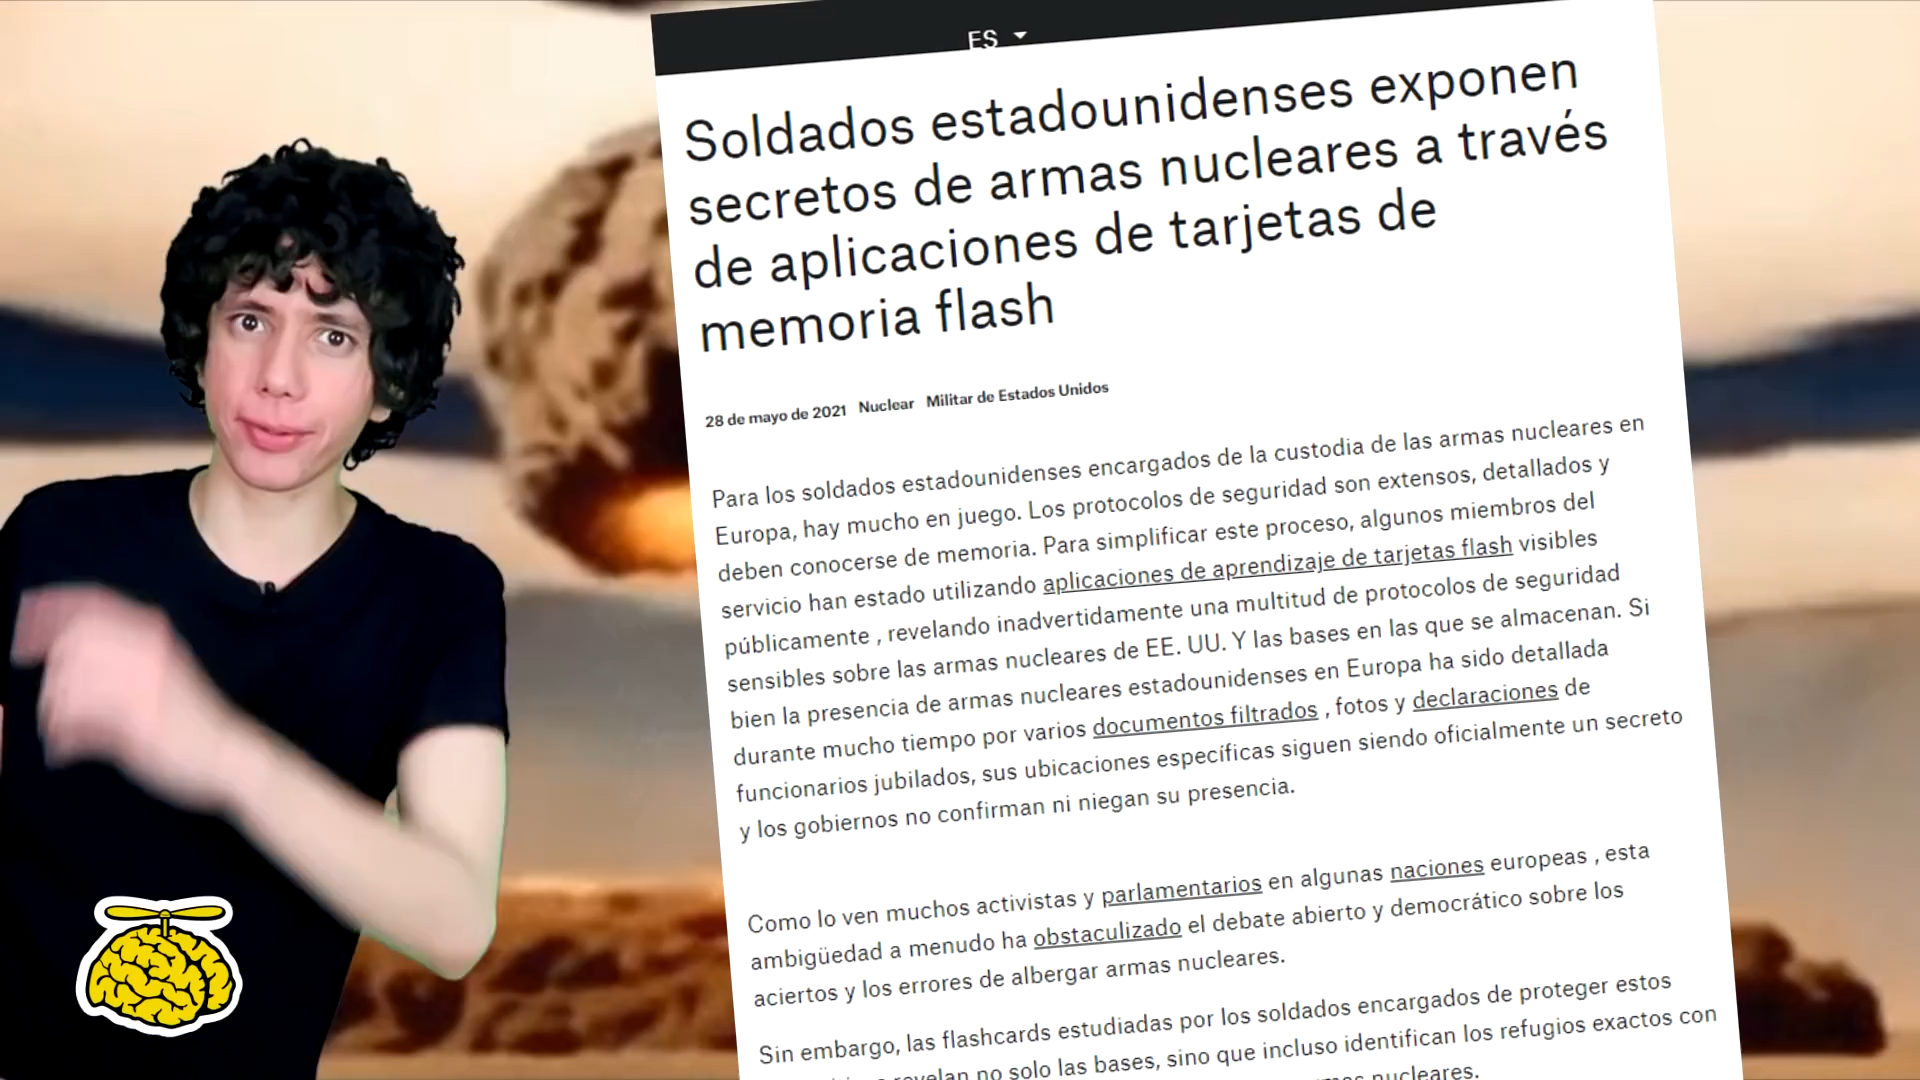 ES
Soldados estadounidenses exponen
secretos de armas nucleares a través
de aplicaciones de tarjetas de
memoria flash
28 de mayo de 2021 Nuclear Militar de Estados Unidos
Para los soldados estadounidenses encargados de la custodia de las armas nucleares en
Europa, hay mucho en juego. Los protocolos de seguridad son extensos, detallados y
deben conocerse de memoria. Para simplificar este proceso, algunos miembros del
servicio han estado utilizando aplicaciones de aprendizaje de tarjetas flash visibles
públicamente , revelando inadvertidamente una multitud de protocolos de seguridad
sensibles sobre las armas nucleares de EE. UU. Y las bases en las que se almacenan. Si
bien la presencia de armas nucleares estadounidenses en Europa ha sido detallada
durante mucho tiempo por varios documentos filtrados , fotos y declaraciones de
funcionarios jubilados, sus ubicaciones específicas siguen siendo oficialmente un secreto
y los gobiernos no confirman ni niegan su presencia.
Como lo ven muchos activistas y parlamentarios en algunas naciones europeas , esta
ambigüedad a menudo ha obstaculizado el debate abierto y democrático sobre los
aciertos y los errores de albergar armas nucleares.
Sin embargo, las flashcards estudiadas por los soldados encargados de proteger estos
revelan no solo las bases, sino que incluso identifican los refugios exactos con
nucleares.